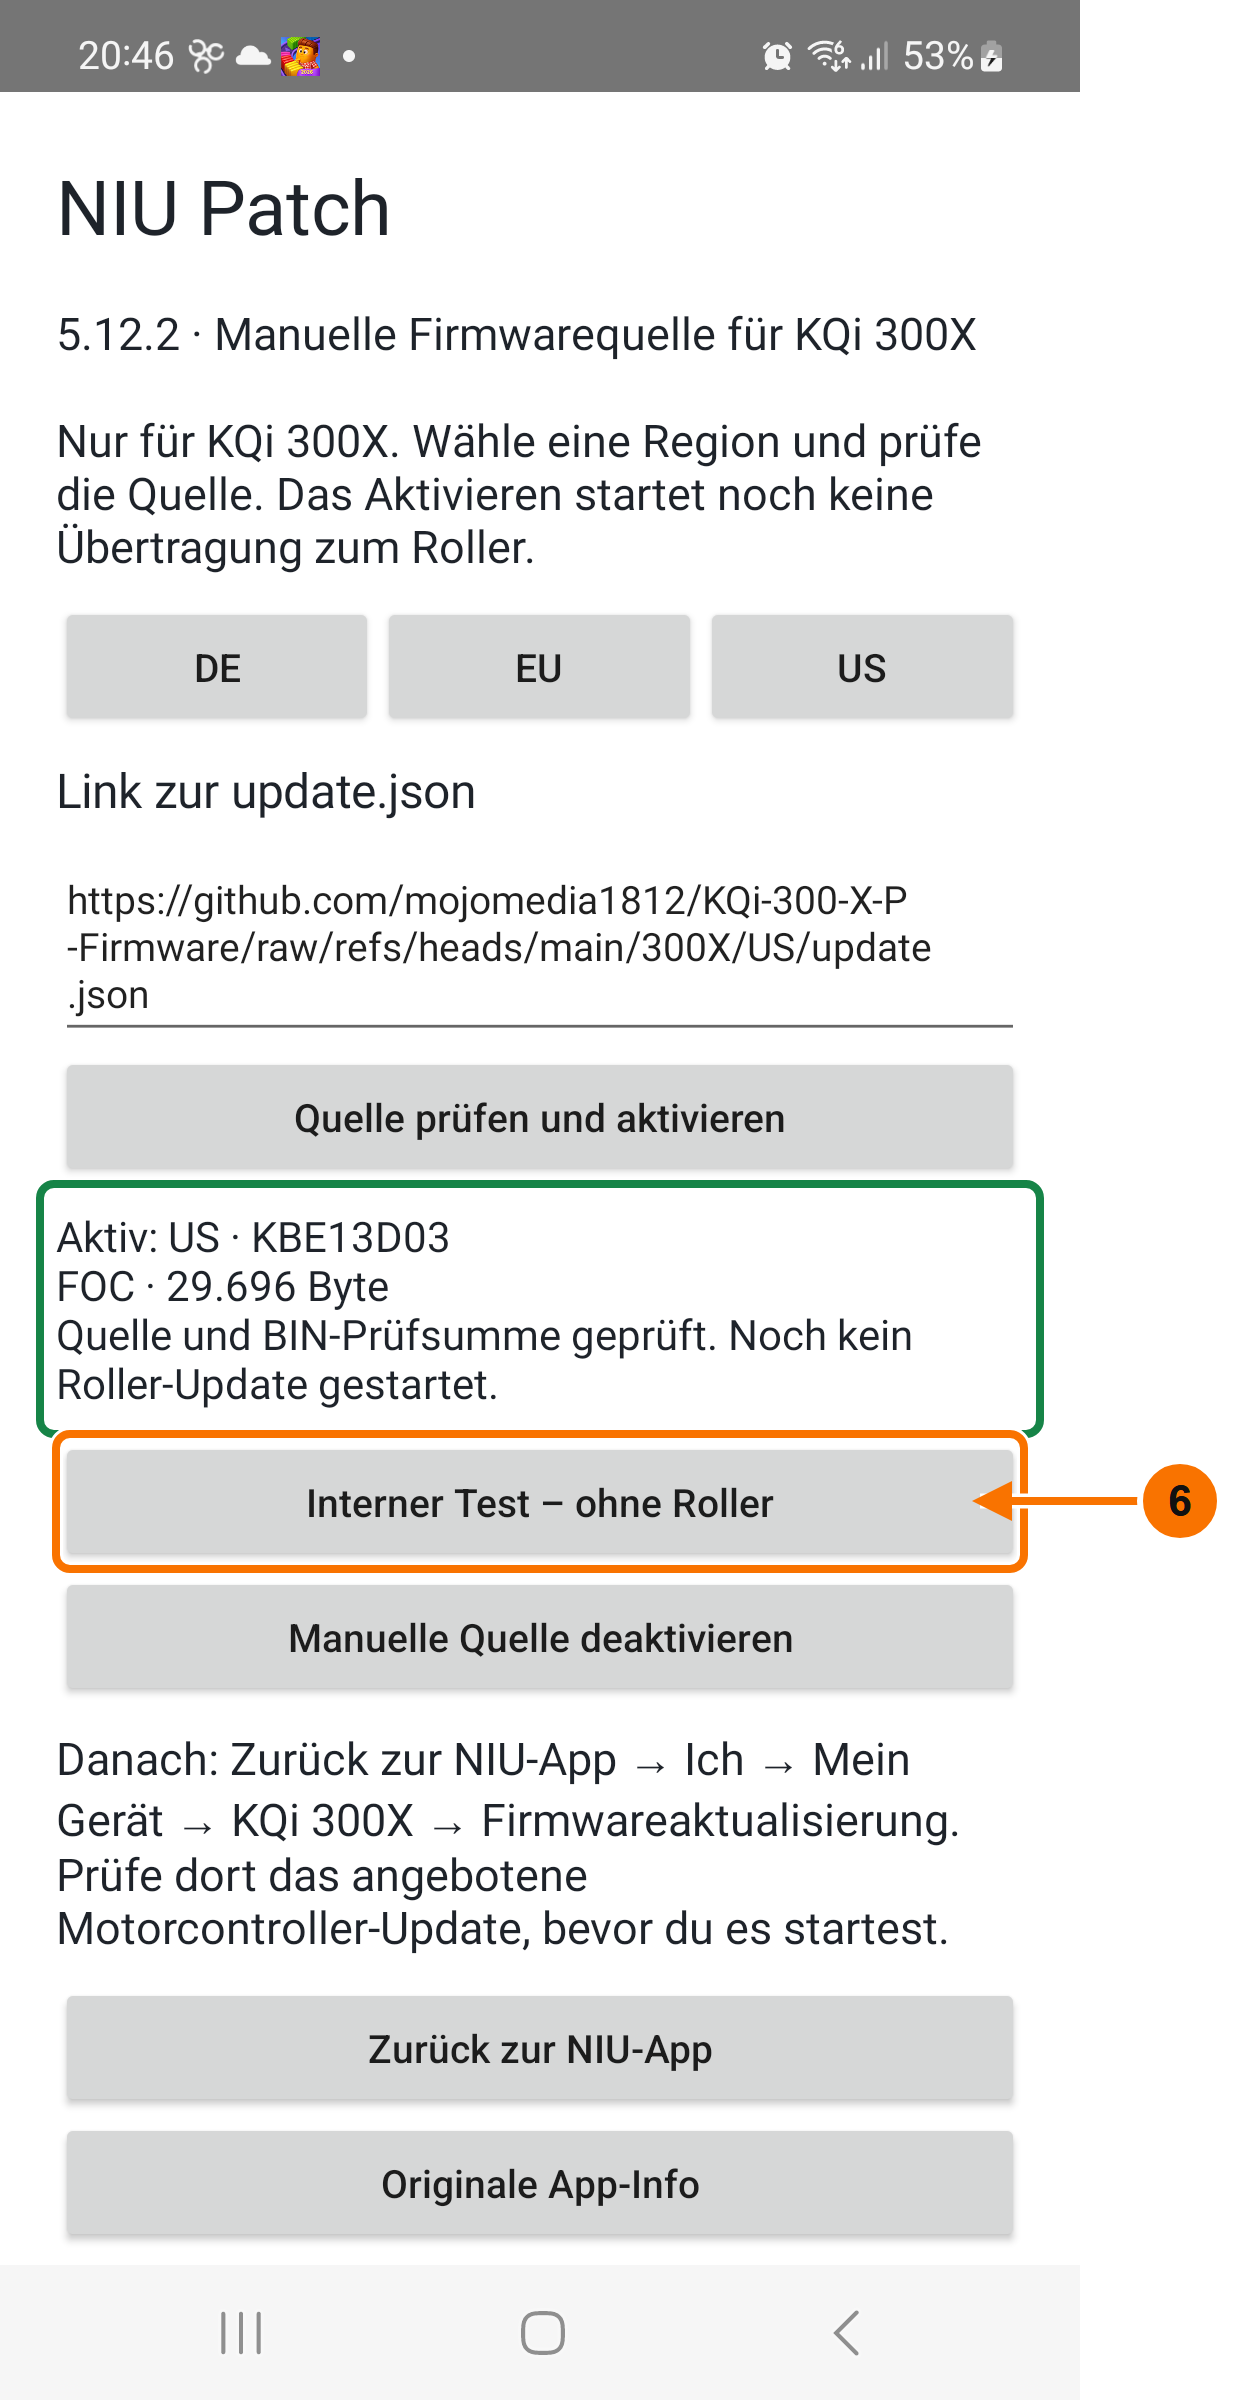 20:46
53%
NIU Patch
5.12.2 · Manuelle Firmwarequelle für KQi 300X
Nur für KQi 300X. Wähle eine Region und prüfe
die Quelle. Das Aktivieren startet noch keine
Übertragung zum Roller.
DE EU US
Link zur update.json
https://github.com/mojomedia1812/KQi-300-X-P
-Firmware/raw/refs/heads/main/300X/US/update
.json
Quelle prüfen und aktivieren
Aktiv: US · KBE13D03
FOC · 29.696 Byte
Quelle und BIN-Prüfsumme geprüft. Noch kein
Roller-Update gestartet.
Interner Test – ohne Roller
6
Manuelle Quelle deaktivieren
Danach: Zurück zur NIU-App → Ich → Mein
Gerät → KQi 300X → Firmwareaktualisierung.
Prüfe dort das angebotene
Motorcontroller-Update, bevor du es startest.
Zurück zur NIU-App
Originale App-Info